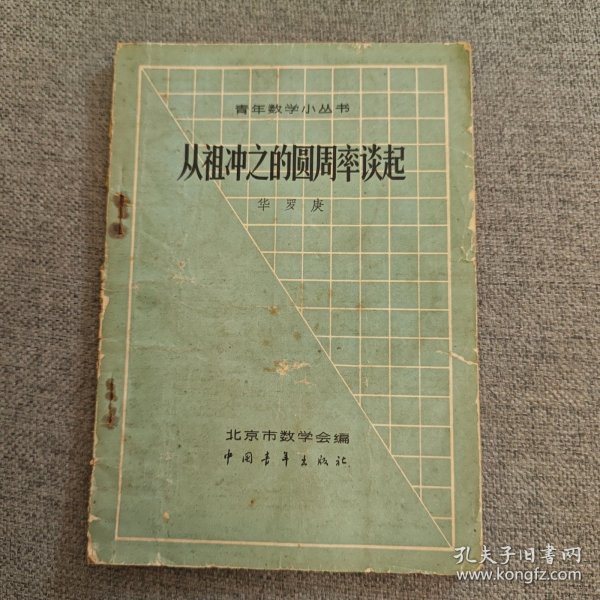 青年数学小丛书
从祖冲之的圆周率谈起
华罗庚
北京市数学会编
中国青年出版社
孔夫子旧书网
www.kongfz.com